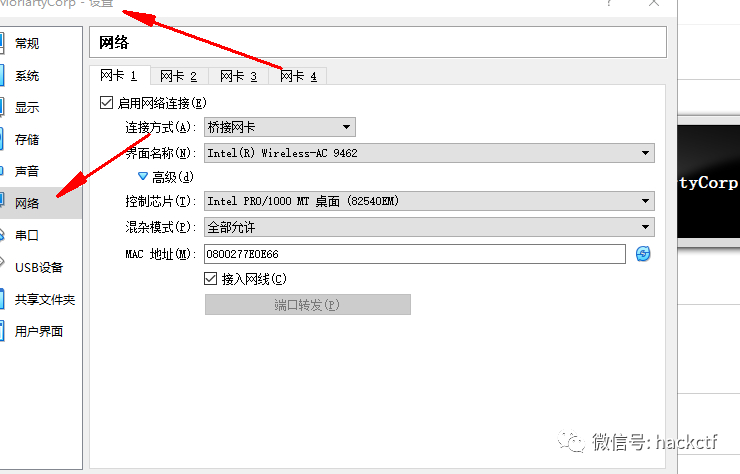 MoriartyCorp - 设置
?
常规
系统
显示
存储
声音
网络
串口
USB设备
共享文件夹
用户界面
网络
网卡 1 网卡 2 网卡 3 网卡 4
启用网络连接(E)
连接方式(A): 桥接网卡
界面名称(N): Intel(R) Wireless-AC 9462
高级(d)
控制芯片(T): Intel PRO/1000 MT 桌面 (82540EM)
混杂模式(P): 全部允许
MAC 地址(M): 0800277E0E66
接入网线(C)
端口转发(P)
tyCorp
微信号: hackctf